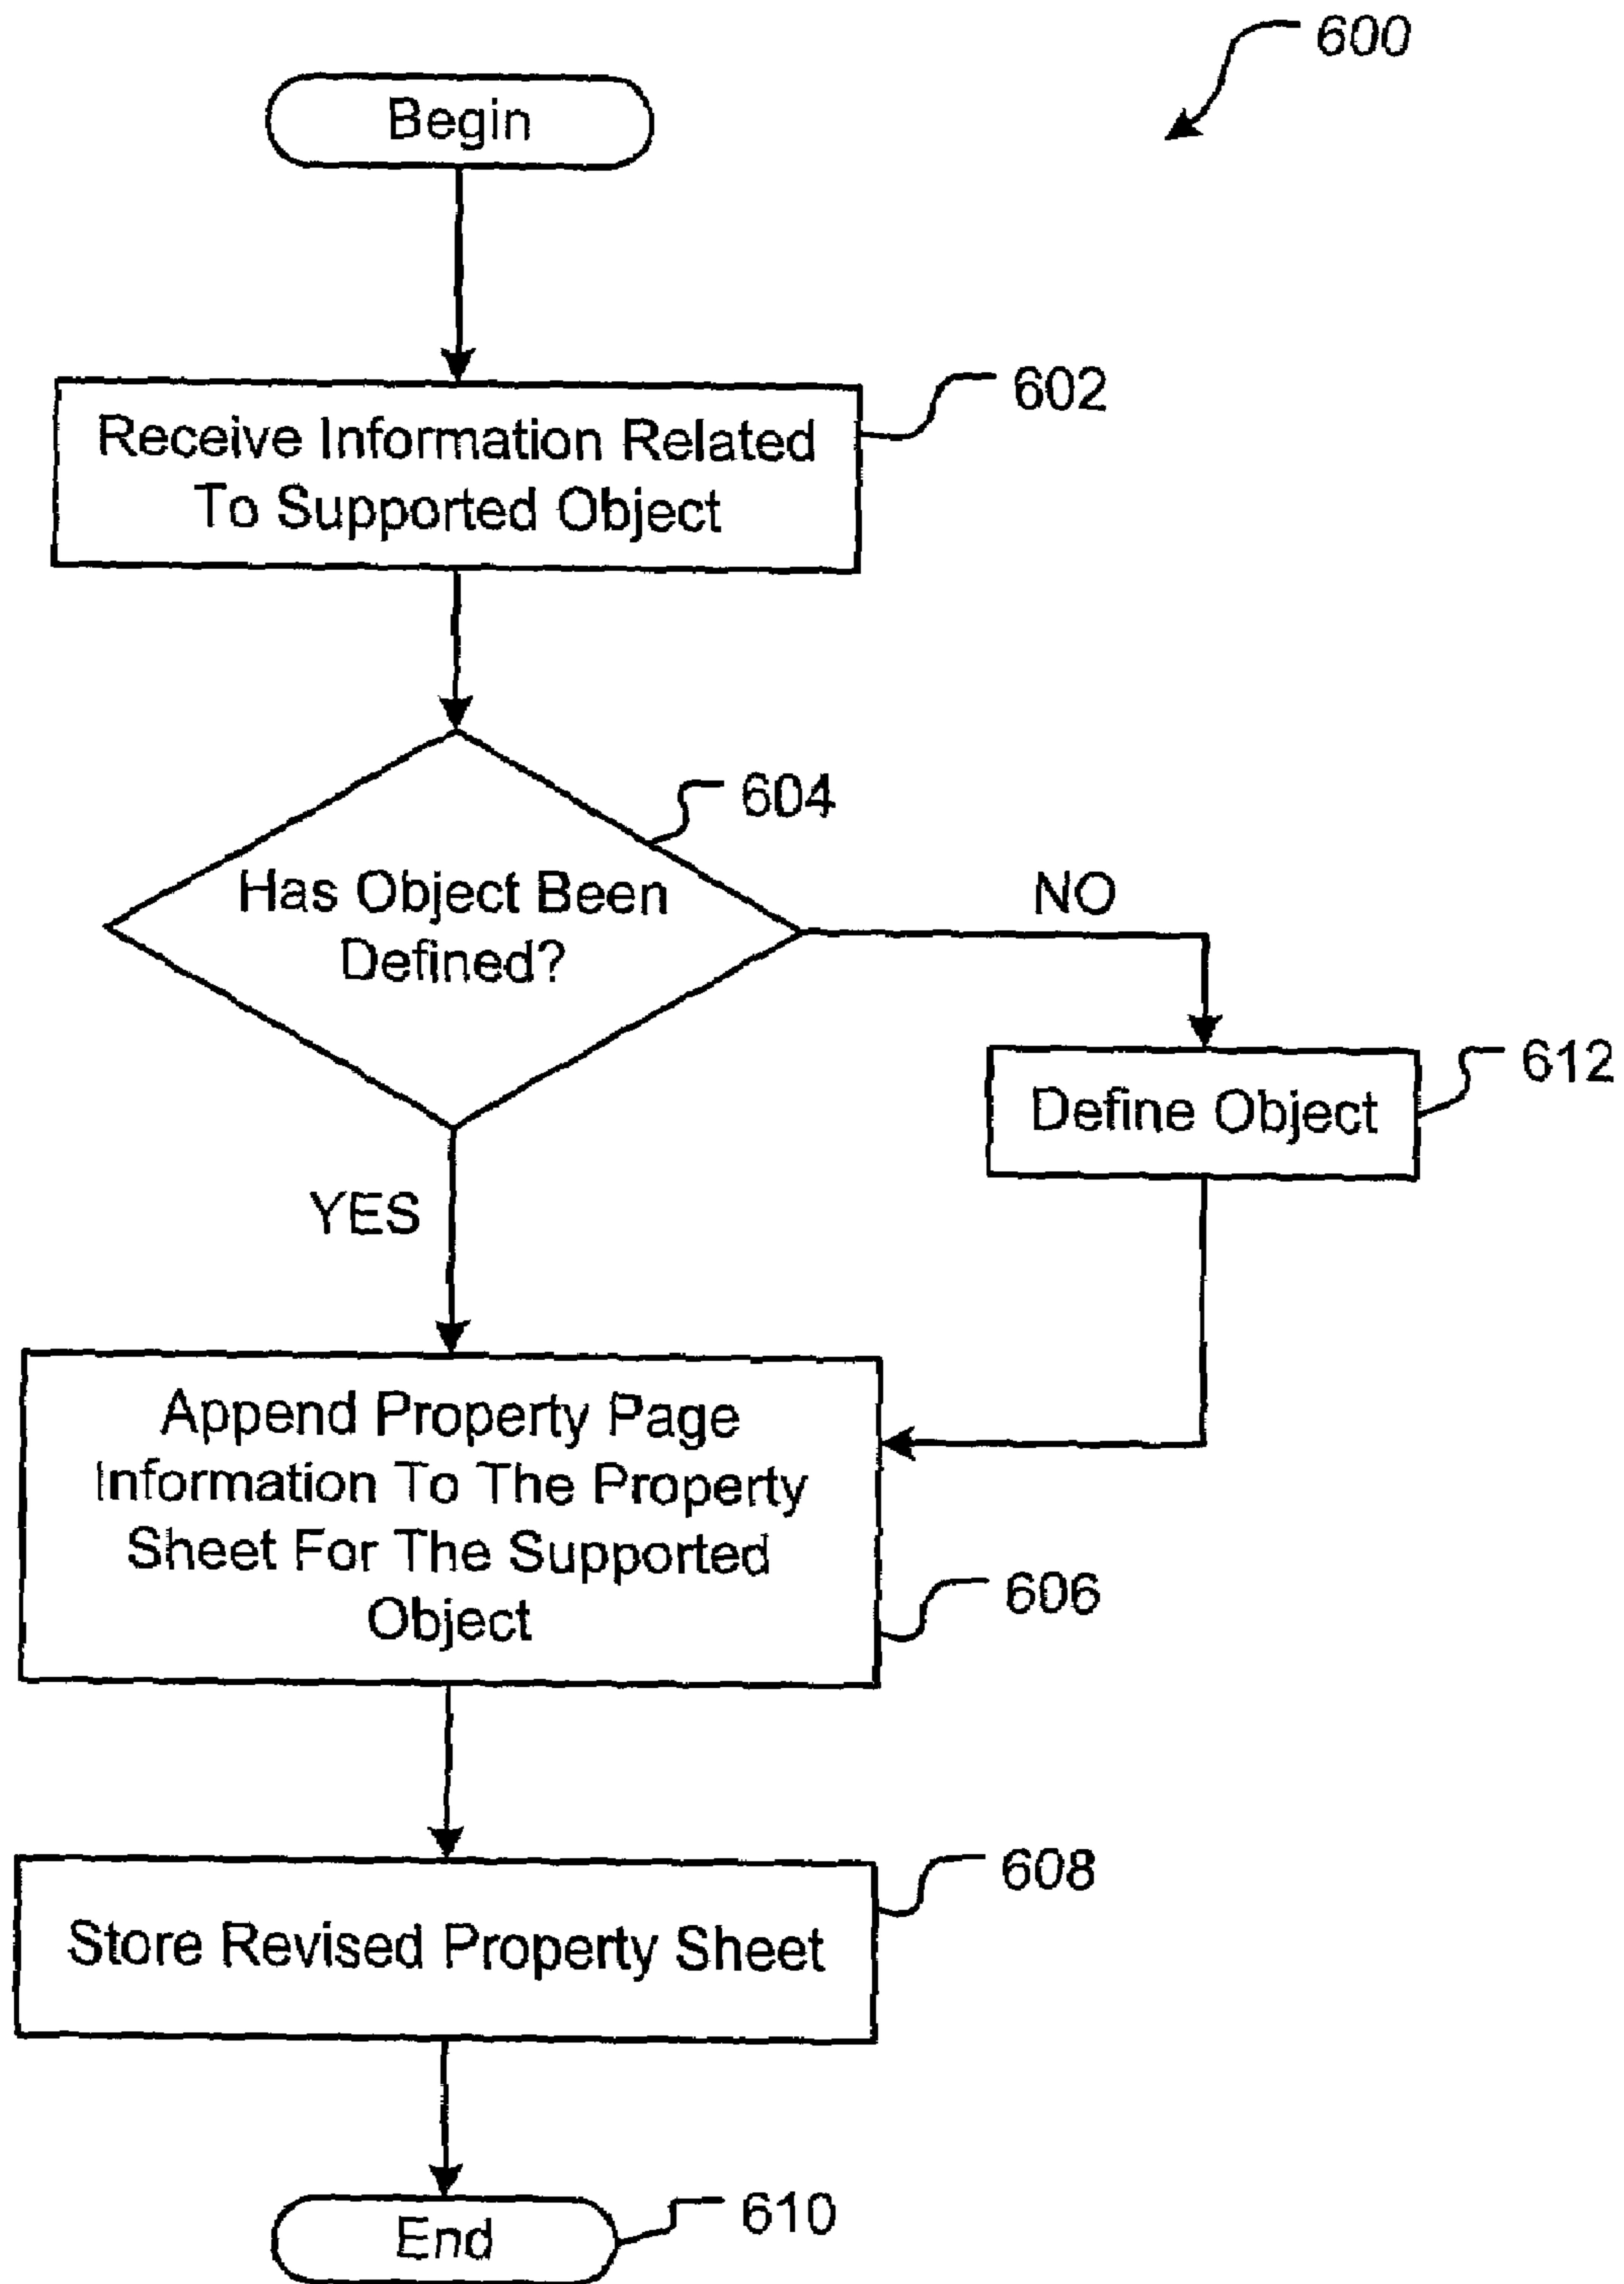 600
Begin
602
Receive Information Related
To Supported Object
604
Has Object Been
Defined?
NO
612
Define Object
YES
Append Property Page
Information To The Property
Sheet For The Supported
Object
606
608
Store Revised Property Sheet
610
End